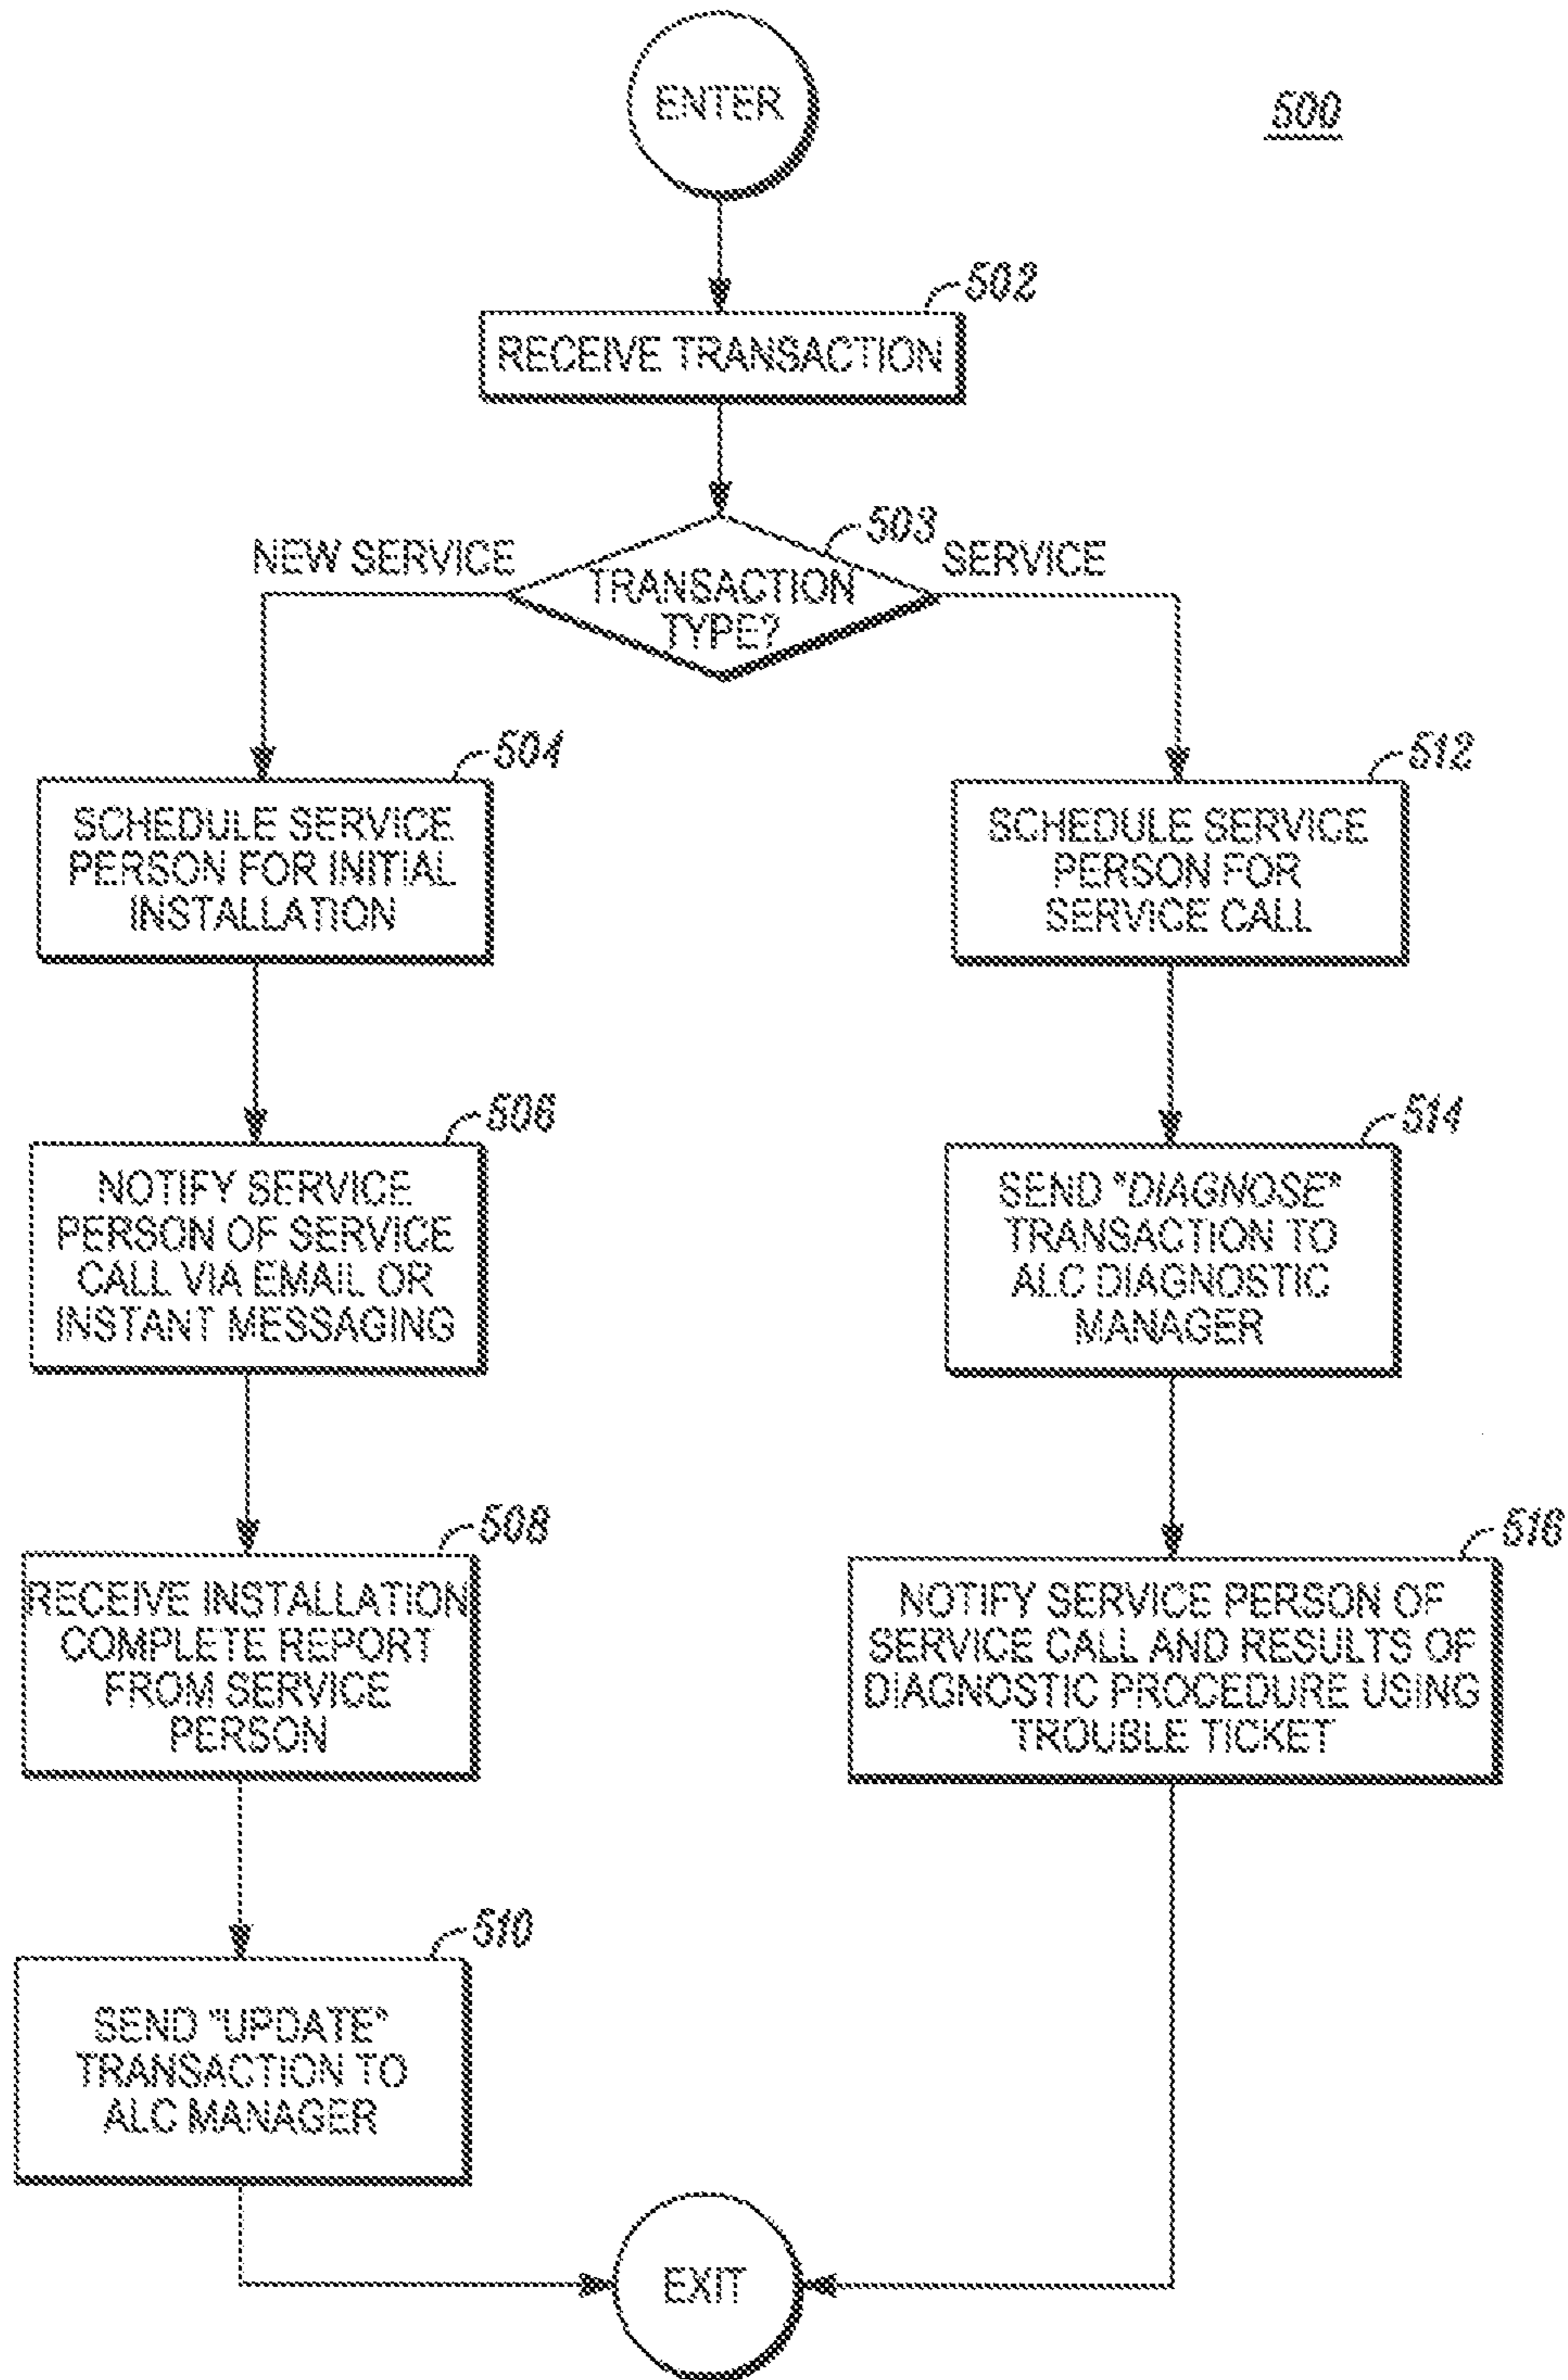 ENTER
500
502
RECEIVE TRANSACTION
503
NEW SERVICE
SERVICE
TRANSACTION
TYPE?
504
SCHEDULE SERVICE
PERSON FOR INITIAL
INSTALLATION
506
NOTIFY SERVICE
PERSON OF SERVICE
CALL VIA EMAIL OR
INSTANT MESSAGING
508
RECEIVE INSTALLATION
COMPLETE REPORT
FROM SERVICE
PERSON
510
SEND "UPDATE"
TRANSACTION TO
ALC MANAGER
512
SCHEDULE SERVICE
PERSON FOR
SERVICE CALL
514
SEND "DIAGNOSE"
TRANSACTION TO
ALC DIAGNOSTIC
MANAGER
516
NOTIFY SERVICE PERSON OF
SERVICE CALL AND RESULTS OF
DIAGNOSTIC PROCEDURE USING
TROUBLE TICKET
EXIT